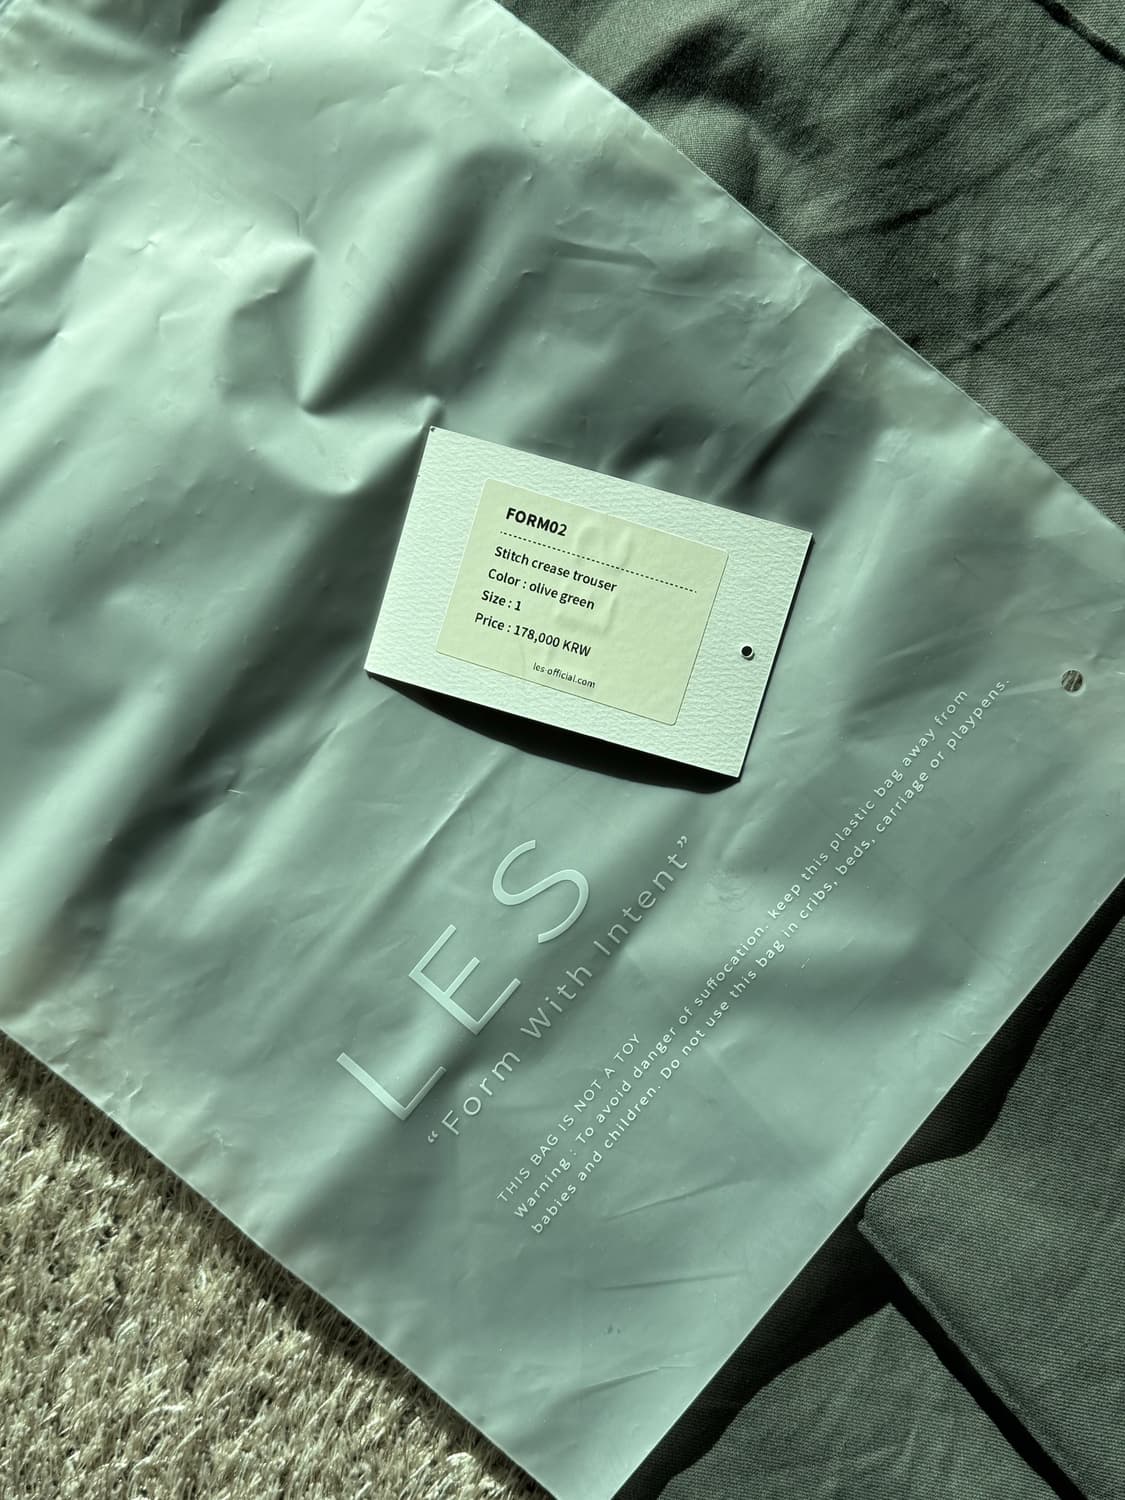 FORM02
Stitch crease trouser
Color : olive green
Size : 1
Price : 178,000 KRW
les-official.com
LES
“Form With Intent”
THIS BAG IS NOT A TOY
Warning : To avoid danger of suffocation. keep this plastic bag away from
babies and children. Do not use this bag in cribs, beds, carriage or playpens.